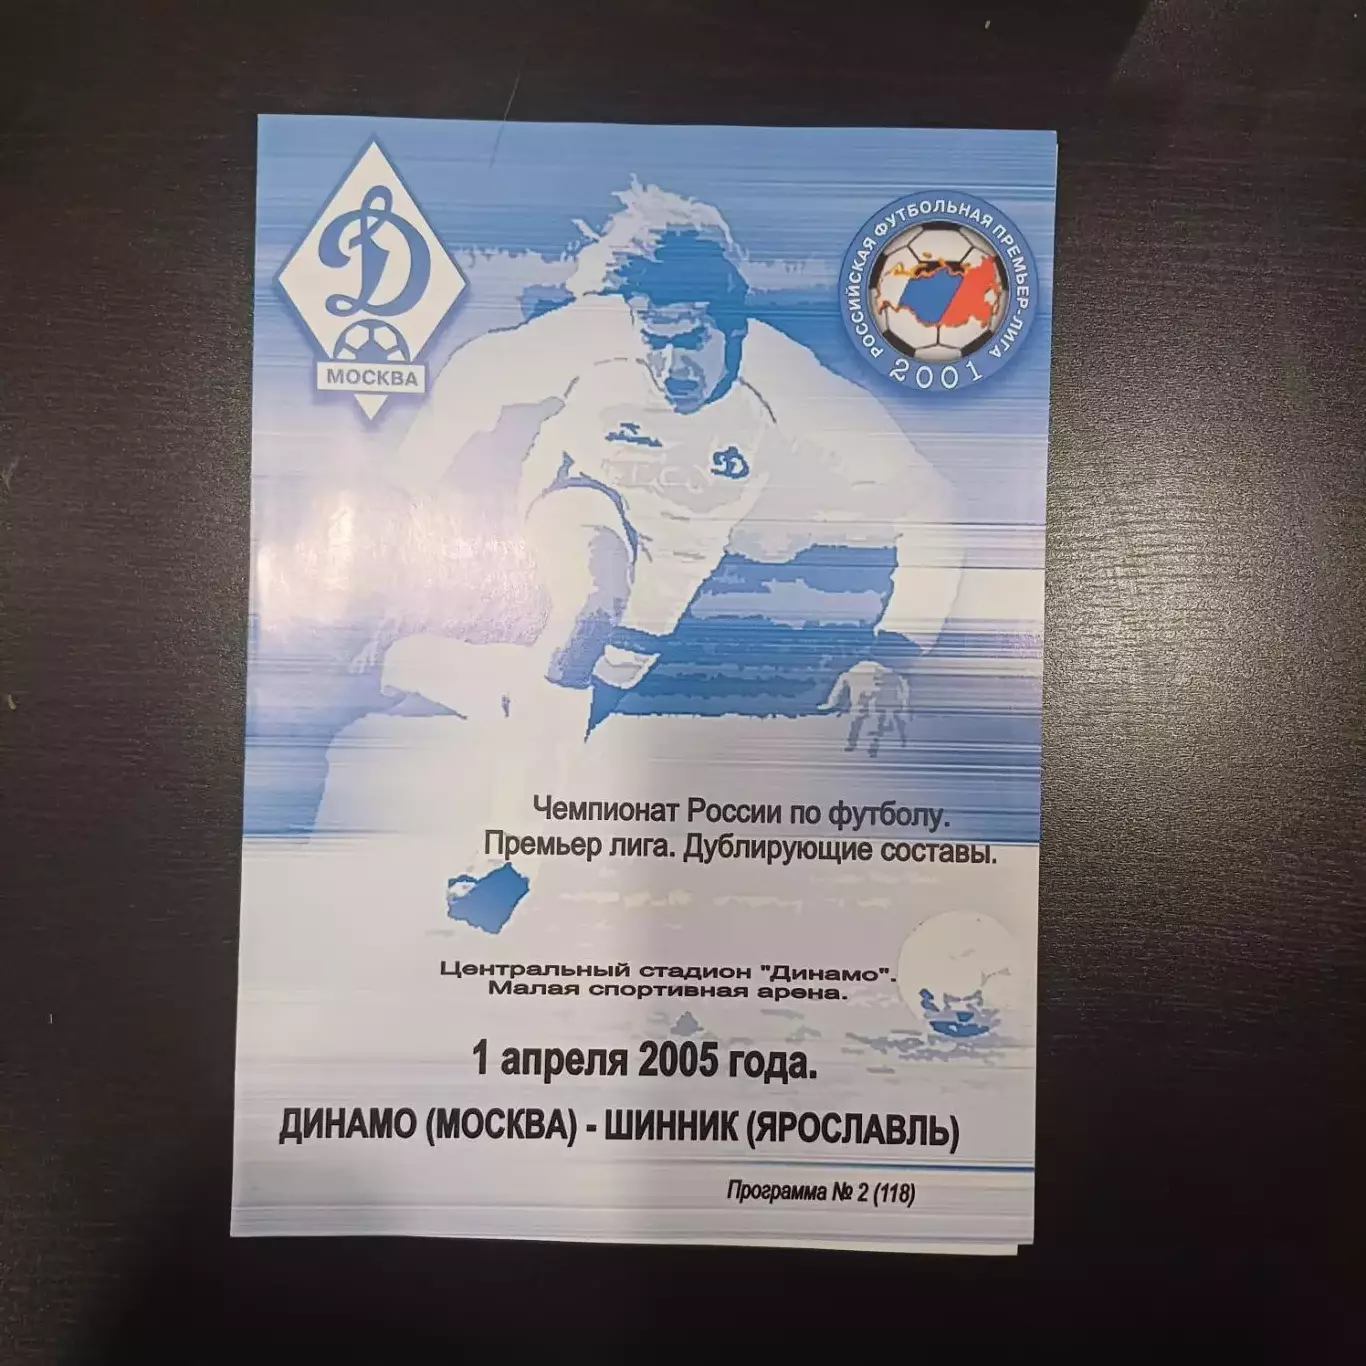 Д
МОСКВА
РОССИЙСКАЯ ФУТБОЛЬНАЯ ПРЕМЬЕР-ЛИГА
2001
Д
Чемпионат России по футболу.
Премьер лига. Дублирующие составы.
Центральный стадион "Динамо".
Малая спортивная арена.
1 апреля 2005 года.
ДИНАМО (МОСКВА) - ШИННИК (ЯРОСЛАВЛЬ)
Программа № 2 (118)